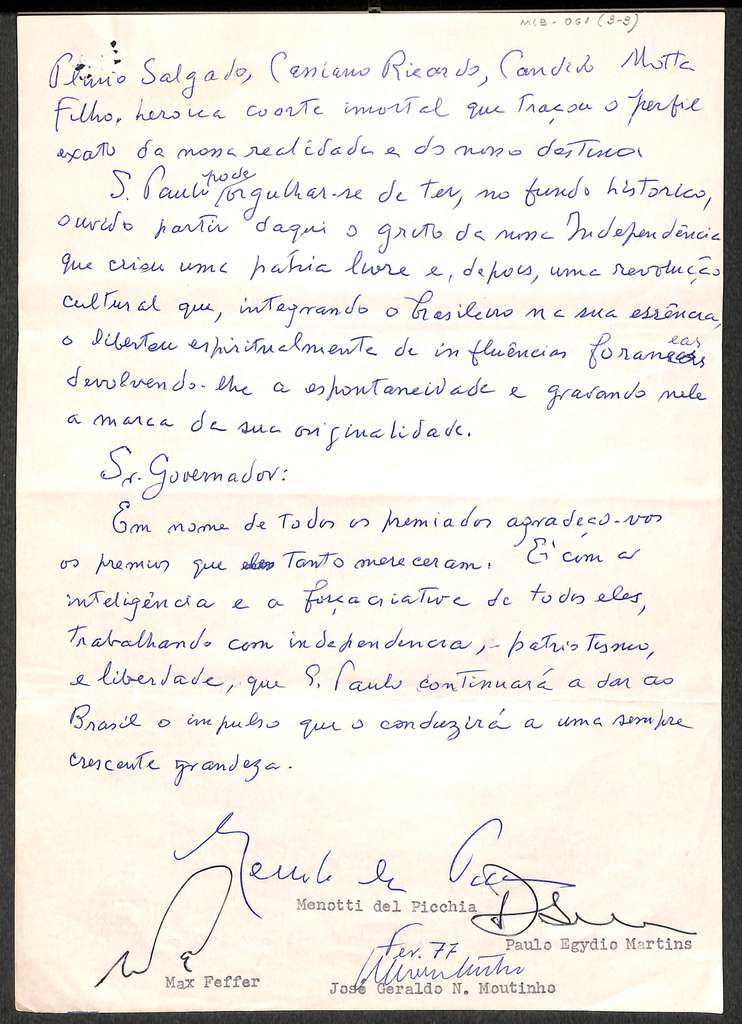 MCB-061 (3-3)
Plinio Salgado, Cassiano Ricardo, Candido Motta
Filho, heroica coorte imortal que traçou o perfil
exato da nossa realidade e do nosso destino.
S. Paulo pode orgulhar-se de ter, no fundo historico,
ouvido partir daqui o grito da nossa Independência
que criou uma patria livre e, depois, uma revolução
cultural que, integrando o brasileiro na sua essência,
o libertou espiritualmente de influências foraneas
devolvendo-lhe a espontaneidade e gravando nele
a marca da sua originalidade.
Sr. Governador:
Em nome de todos os premiados agradeço-vos
os premios que tanto mereceram. É com a
inteligência e a força criativa de todos eles,
trabalhando com independencia, - patriotismo,
e liberdade, que S. Paulo continuará a dar ao
Brasil o impulso que o conduzirá a uma sempre
crescente grandeza.
Menotti del Picchia
Paulo Egydio Martins
Fev. 77
Max Feffer
José Geraldo N. Moutinho